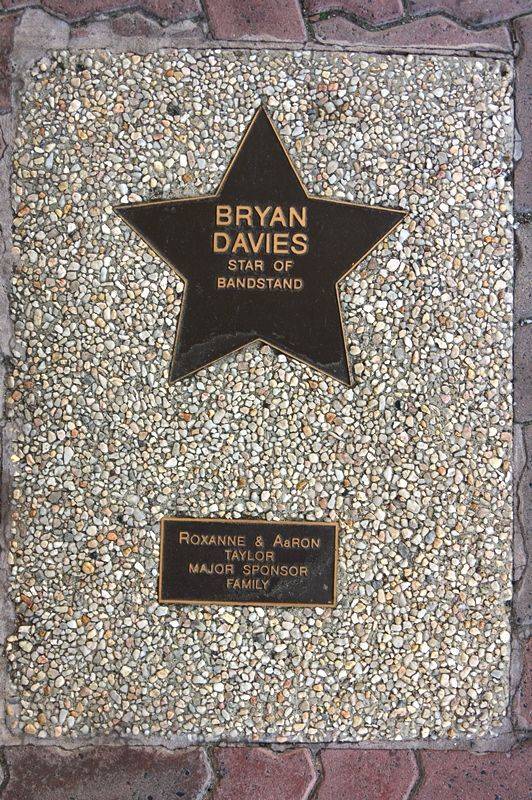 BRYAN
DAVIES
STAR OF
BANDSTAND
ROXANNE & AaRON
TAYLOR
MAJOR SPONSOR
FAMILY